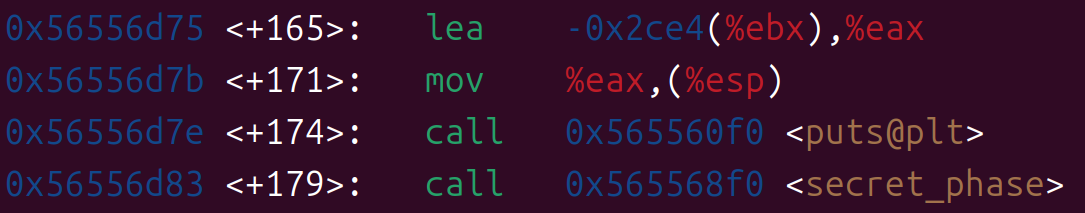 0x56556d75 <+165>: lea -0x2ce4(%ebx),%eax
0x56556d7b <+171>: mov %eax,(%esp)
0x56556d7e <+174>: call 0x565560f0 <puts@plt>
0x56556d83 <+179>: call 0x565568f0 <secret_phase>